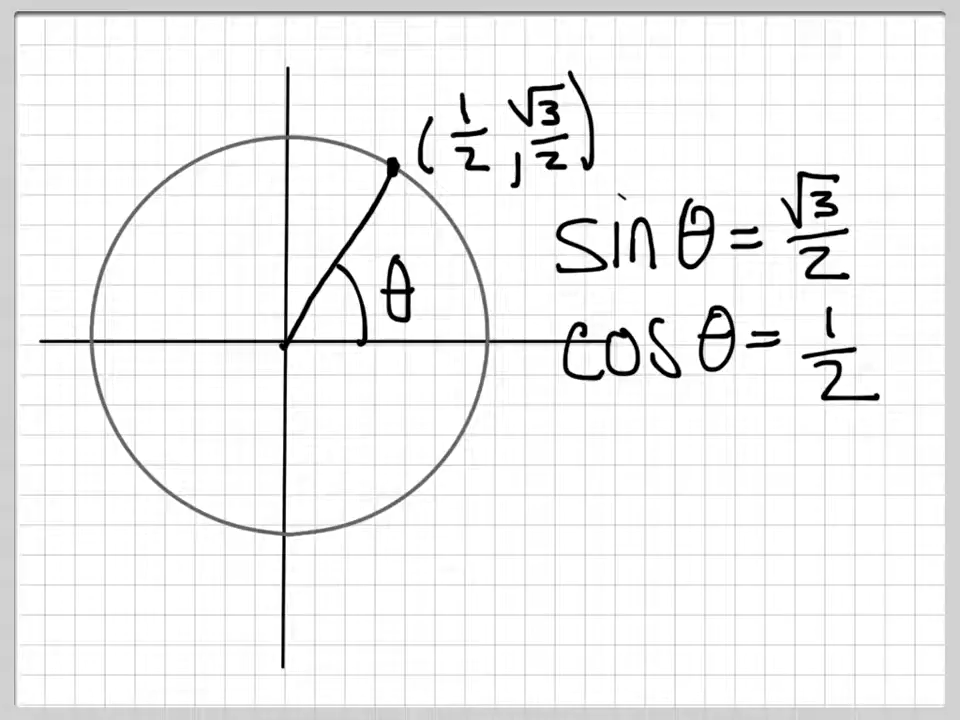 (1/2, √3/2)
sin θ = √3/2
θ
cos θ = 1/2